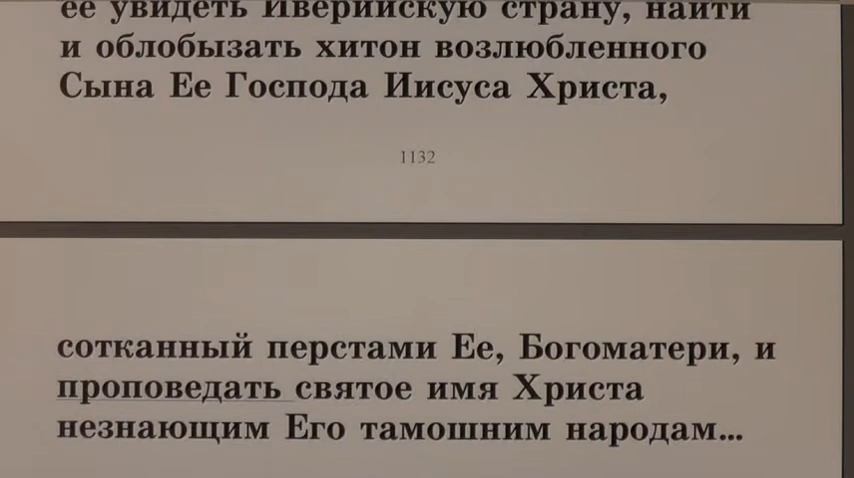 ее увидеть Иверийскую страну, найти
и облобызать хитон возлюбленного
Сына Ее Господа Иисуса Христа,
1132
сотканный перстами Ее, Богоматери, и
проповедать святое имя Христа
незнающим Его тамошним народам...